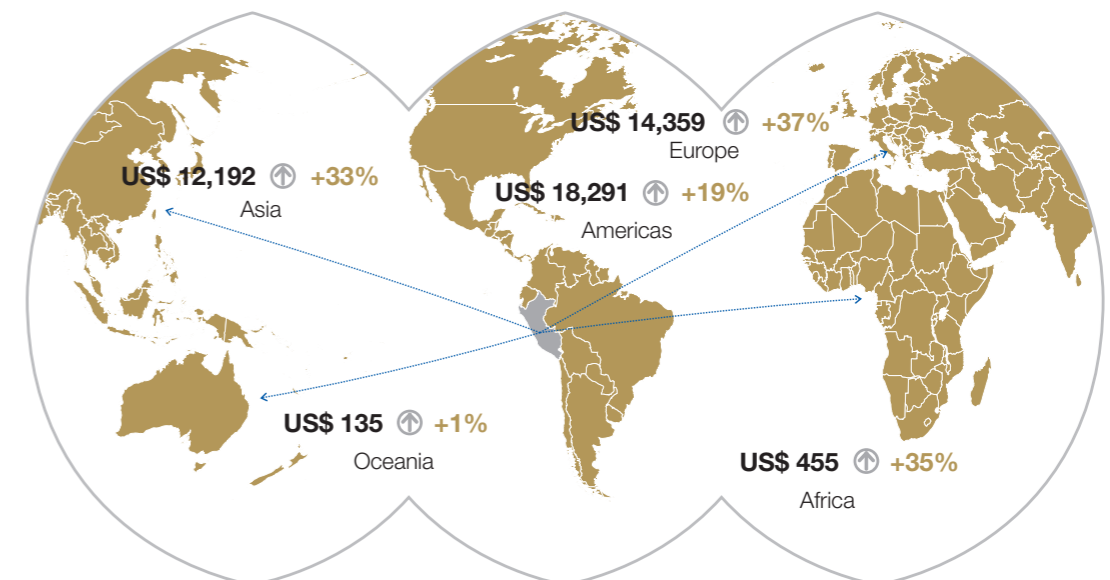 US$ 14,359 +37%
Europe
US$ 12,192 +33%
Asia
US$ 18,291 +19%
Americas
US$ 135 +1%
Oceania
US$ 455 +35%
Africa